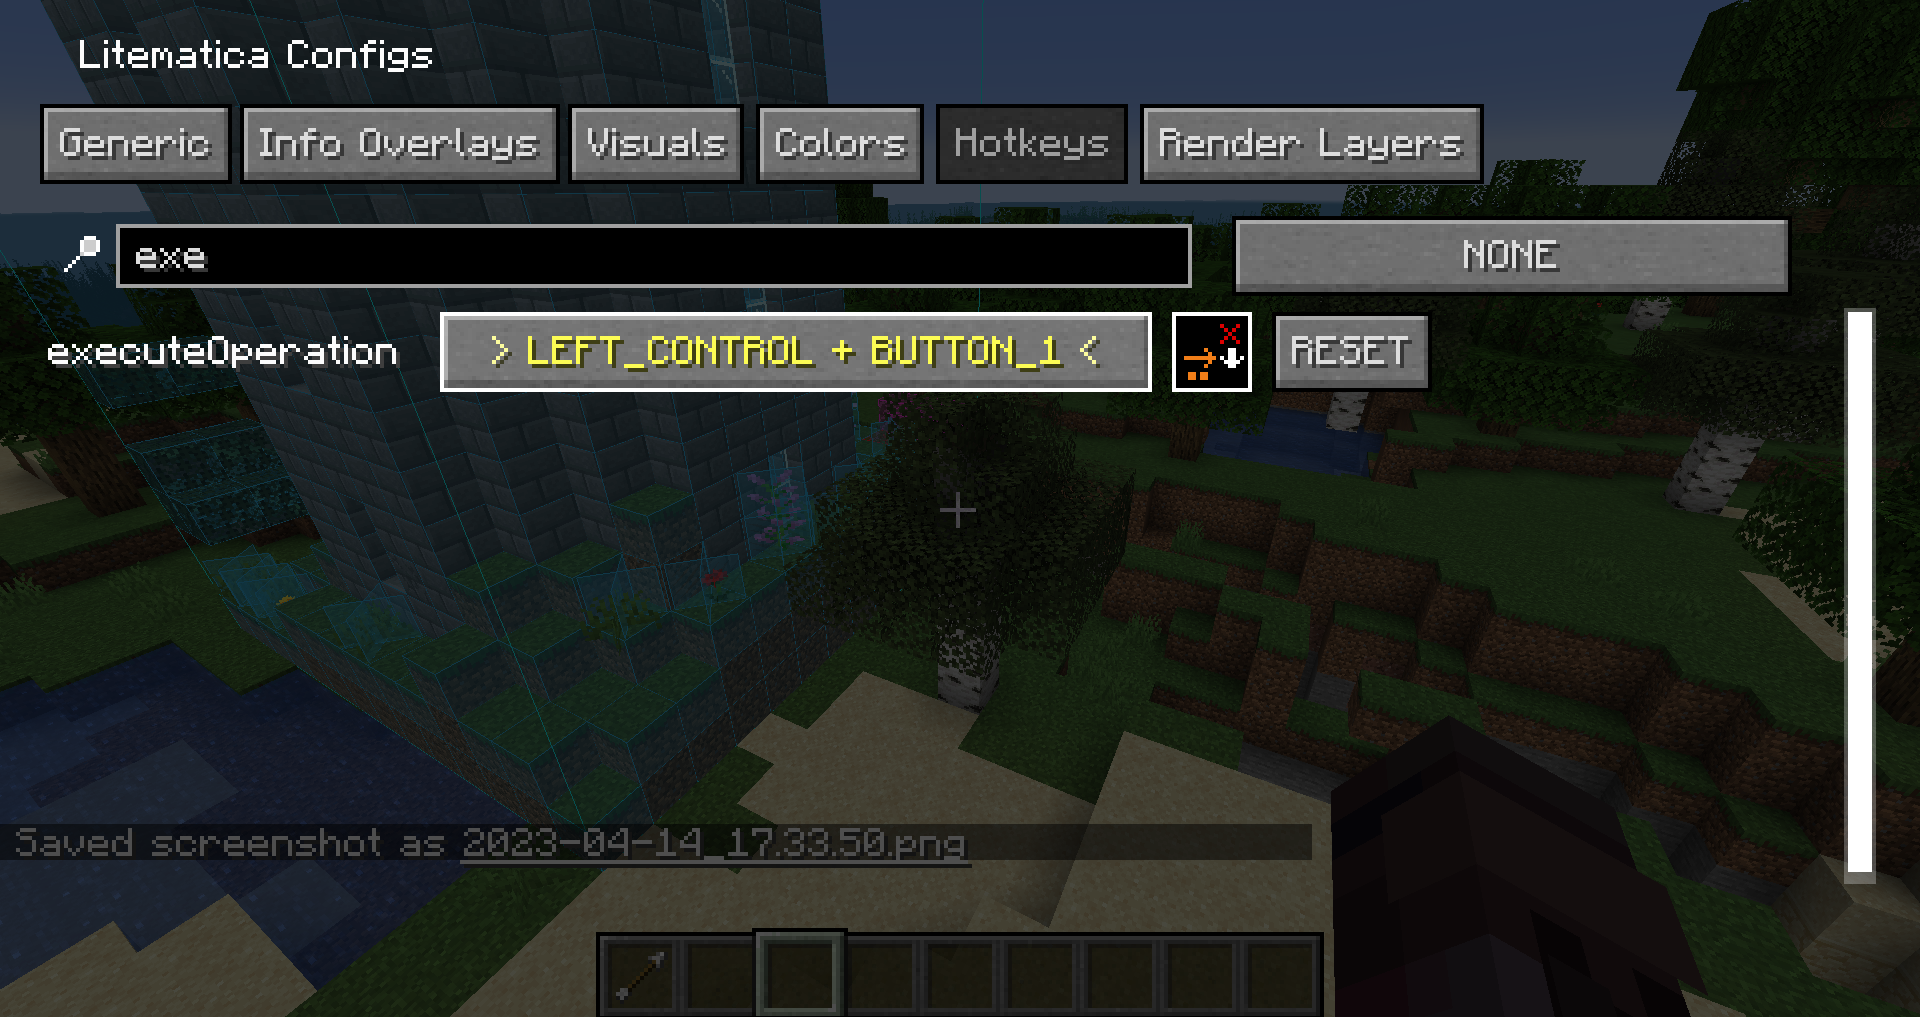 Litematica Configs
Generic Info Overlays Visuals Colors Hotkeys Render Layers
exe NONE
executeOperation > LEFT_CONTROL + BUTTON_1 < RESET
Saved screenshot as 2023-04-14_17.33.50.png